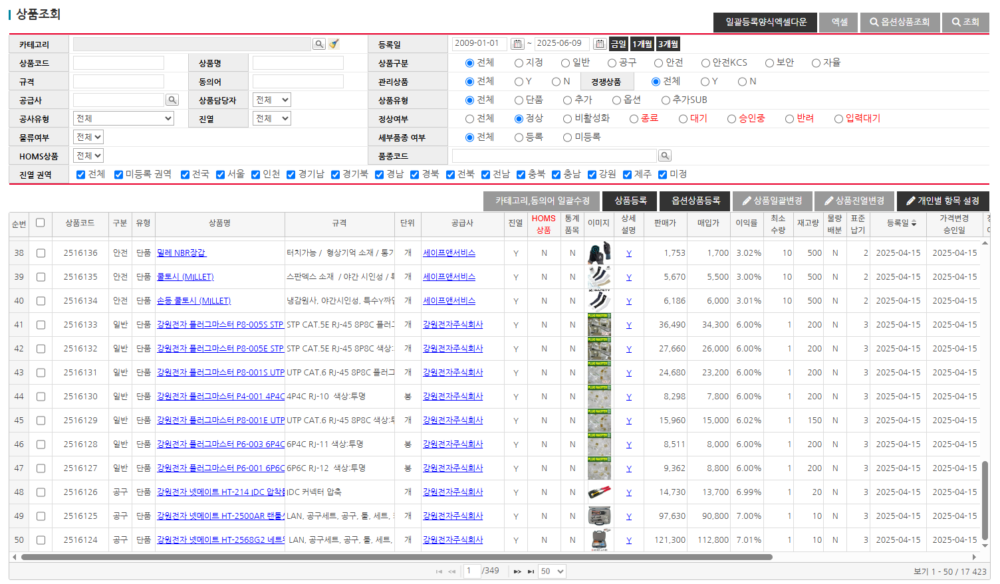 상품조회
일괄등록양식엑셀다운 엑셀 옵션상품조회 조회
카테고리 등록일 2009-01-01 ~ 2025-06-09 금일 1개월 3개월
상품코드 상품명 상품구분 전체 지정 일반 공구 안전 안전KCS 보안 자율
규격 동의어 관리상품 전체 Y N 경쟁상품 전체 Y N
공급사 상품담당자 전체 상품유형 전체 단품 추가 옵션 추가SUB
공사유형 전체 진열 전체 정상여부 전체 정상 비활성화 종료 대기 승인중 반려 입력대기
물류여부 전체 세부품종 여부 전체 등록 미등록
HOMS상품 전체 품종코드
진열 권역 전체 미등록 권역 전국 서울 인천 경기남 경기북 경남 경북 전북 전남 충북 충남 강원 제주 미정
카테고리,동의어 일괄수정 상품등록 옵션상품등록 상품일괄변경 상품진열변경 개인별 항목 설정
순번 상품코드 구분 유형 상품명 규격 단위 공급사 진열 HOMS 상품 통계 품목 이미지 상세 설명 판매가 매입가 이익률 최소 수량 재고량 물량 배분 표준 납기 등록일 가격변경 승인일
38 2516136 안전 단품 밀레 NBR장갑 터치가능 / 형상기억 소재 / 통기 개 세이프앤서비스 Y N N Y 1,753 1,700 3.02% 10 500 N 2 2025-04-15 2025-04-15
39 2516135 안전 단품 쿨토시 (MILLET) 스판덱스 소재 / 야간 시인성 / 특 개 세이프앤서비스 Y N N Y 5,670 5,500 3.00% 10 500 N 2 2025-04-15 2025-04-15
40 2516134 안전 단품 손등 쿨토시 (MILLET) 냉감원사, 야간시인성, 특수Y짜임 개 세이프앤서비스 Y N N Y 6,186 6,000 3.01% 10 500 N 2 2025-04-15 2025-04-15
41 2516133 일반 단품 강원전자 플러그마스터 P8-005S STP STP CAT.5E RJ-45 8P8C 플러그 개 강원전자주식회사 Y N N PLUG MASTER Y 36,490 34,300 6.00% 1 200 N 3 2025-04-15 2025-04-15
42 2516132 일반 단품 강원전자 플러그마스터 P8-005E STP STP CAT.5E RJ-45 8P8C 색상: 개 강원전자주식회사 Y N N PLUG MASTER Y 27,660 26,000 6.00% 1 200 N 3 2025-04-15 2025-04-15
43 2516131 일반 단품 강원전자 플러그마스터 P8-001S UTP UTP CAT.6 RJ-45 8P8C 플러그 개 강원전자주식회사 Y N N PLUG MASTER Y 24,680 23,200 6.00% 1 200 N 3 2025-04-15 2025-04-15
44 2516130 일반 단품 강원전자 플러그마스터 P4-001 4P4C 4P4C RJ-10 색상:투명 봉 강원전자주식회사 Y N N PLUG MASTER Y 8,298 7,800 6.00% 1 200 N 3 2025-04-15 2025-04-15
45 2516129 일반 단품 강원전자 플러그마스터 P8-001E UTP UTP CAT.6 RJ-45 8P8C 색상:투 개 강원전자주식회사 Y N N PLUG MASTER Y 15,960 15,000 6.02% 1 150 N 3 2025-04-15 2025-04-15
46 2516128 일반 단품 강원전자 플러그마스터 P6-003 6P4C 6P4C RJ-11 색상:투명 봉 강원전자주식회사 Y N N PLUG MASTER Y 8,511 8,000 6.00% 1 200 N 3 2025-04-15 2025-04-15
47 2516127 일반 단품 강원전자 플러그마스터 P6-001 6P6C 6P6C RJ-12 색상:투명 봉 강원전자주식회사 Y N N PLUG MASTER Y 9,362 8,800 6.00% 1 200 N 3 2025-04-15 2025-04-15
48 2516126 공구 단품 강원전자 넷메이트 HT-214 IDC 압착툴 IDC 커넥터 압축 개 강원전자주식회사 Y N N Y 14,730 13,700 6.99% 1 20 N 3 2025-04-15 2025-04-15
49 2516125 공구 단품 강원전자 넷메이트 HT-2500AR 랜툴 LAN, 공구세트, 공구, 툴, 세트, 개 강원전자주식회사 Y N N Y 97,630 90,800 7.00% 1 10 N 3 2025-04-15 2025-04-15
50 2516124 공구 단품 강원전자 넷메이트 HT-2568G2 네트워 LAN, 공구세트, 공구, 툴, 세트, 개 강원전자주식회사 Y N N Y 121,300 112,800 7.01% 1 10 N 3 2025-04-15 2025-04-15
1 /349 50 보기 1 - 50 / 17 423